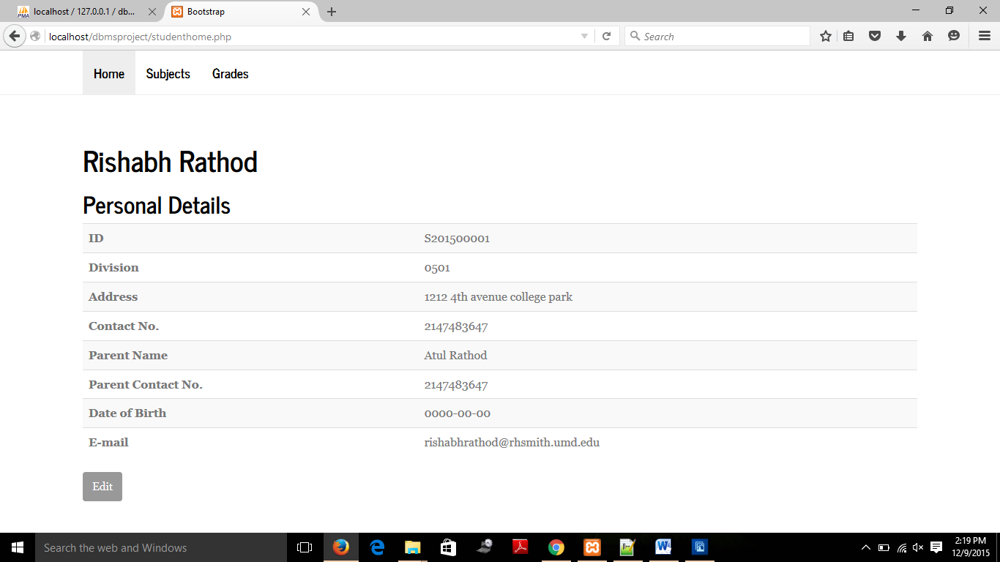 localhost / 127.0.0.1 / db...
Bootstrap
localhost/dbmsproject/studenthome.php
Search
Home Subjects Grades
Rishabh Rathod
Personal Details
ID S201500001
Division 0501
Address 1212 4th avenue college park
Contact No. 2147483647
Parent Name Atul Rathod
Parent Contact No. 2147483647
Date of Birth 0000-00-00
E-mail rishabhrathod@rhsmith.umd.edu
Edit
Search the web and Windows
2:19 PM
12/9/2015